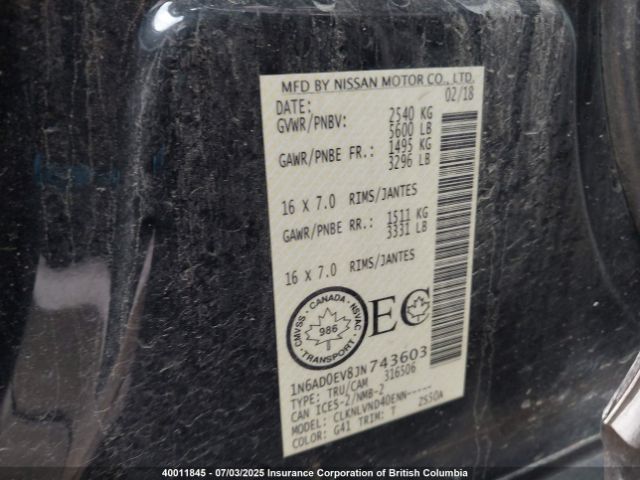 MFD BY NISSAN MOTOR CO., LTD.
DATE: 02/18
GVWR/PNBV: 2540 KG
5600 LB
GAWR/PNBE FR.: 1495 KG
3296 LB
16 X 7.0 RIMS/JANTES
GAWR/PNBE RR.: 1511 KG
3331 LB
16 X 7.0 RIMS/JANTES
CMVSS - CANADA - NSVAC
986
TRANSPORT
EC
1N6AD0EV8JN743603
TYPE: TRU/CAM 316506
CAN ICES-2/NMB-2
MODEL: CLKNLVND40ENN-----
COLOR: G41 TRIM: T ZS50A
40011845 - 07/03/2025 Insurance Corporation of British Columbia